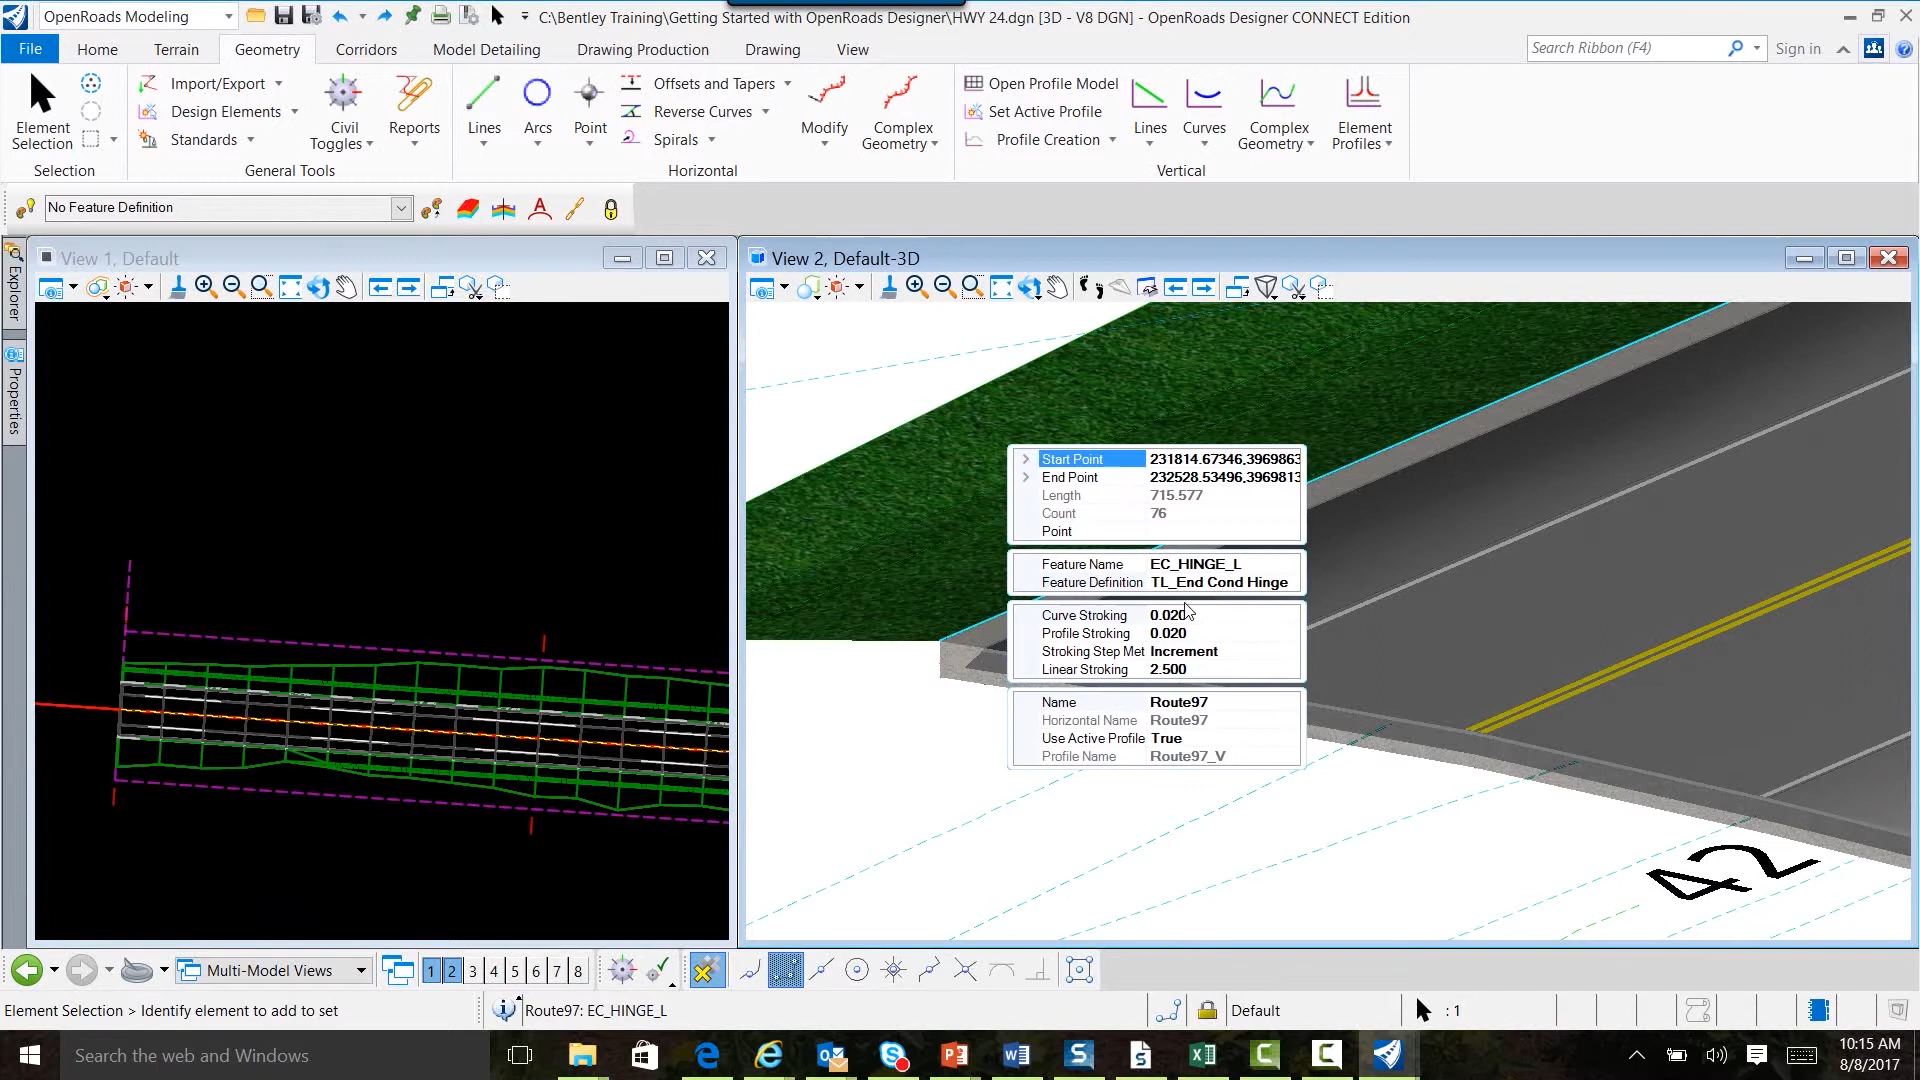 OpenRoads Modeling
C:\Bentley Training\Getting Started with OpenRoads Designer\HWY 24.dgn [3D - V8 DGN] - OpenRoads Designer CONNECT Edition
File Home Terrain Geometry Corridors Model Detailing Drawing Production Drawing View
Search Ribbon (F4)
Sign in
Element Selection
Selection
Import/Export
Design Elements
Standards
Civil Toggles
Reports
General Tools
Lines
Arcs
Point
Offsets and Tapers
Reverse Curves
Spirals
Modify
Complex Geometry
Horizontal
Open Profile Model
Set Active Profile
Profile Creation
Lines
Curves
Complex Geometry
Element Profiles
Vertical
No Feature Definition
Explorer
Properties
View 1, Default
View 2, Default-3D
Start Point 231814.67346,3969863
End Point 232528.53496,3969813
Length 715.577
Count 76
Point
Feature Name EC_HINGE_L
Feature Definition TL_End Cond Hinge
Curve Stroking 0.020
Profile Stroking 0.020
Stroking Step Met Increment
Linear Stroking 2.500
Name Route97
Horizontal Name Route97
Use Active Profile True
Profile Name Route97_V
42
Multi-Model Views
1 2 3 4 5 6 7 8
Element Selection > Identify element to add to set
Route97: EC_HINGE_L
Default
: 1
Search the web and Windows
10:15 AM
8/8/2017